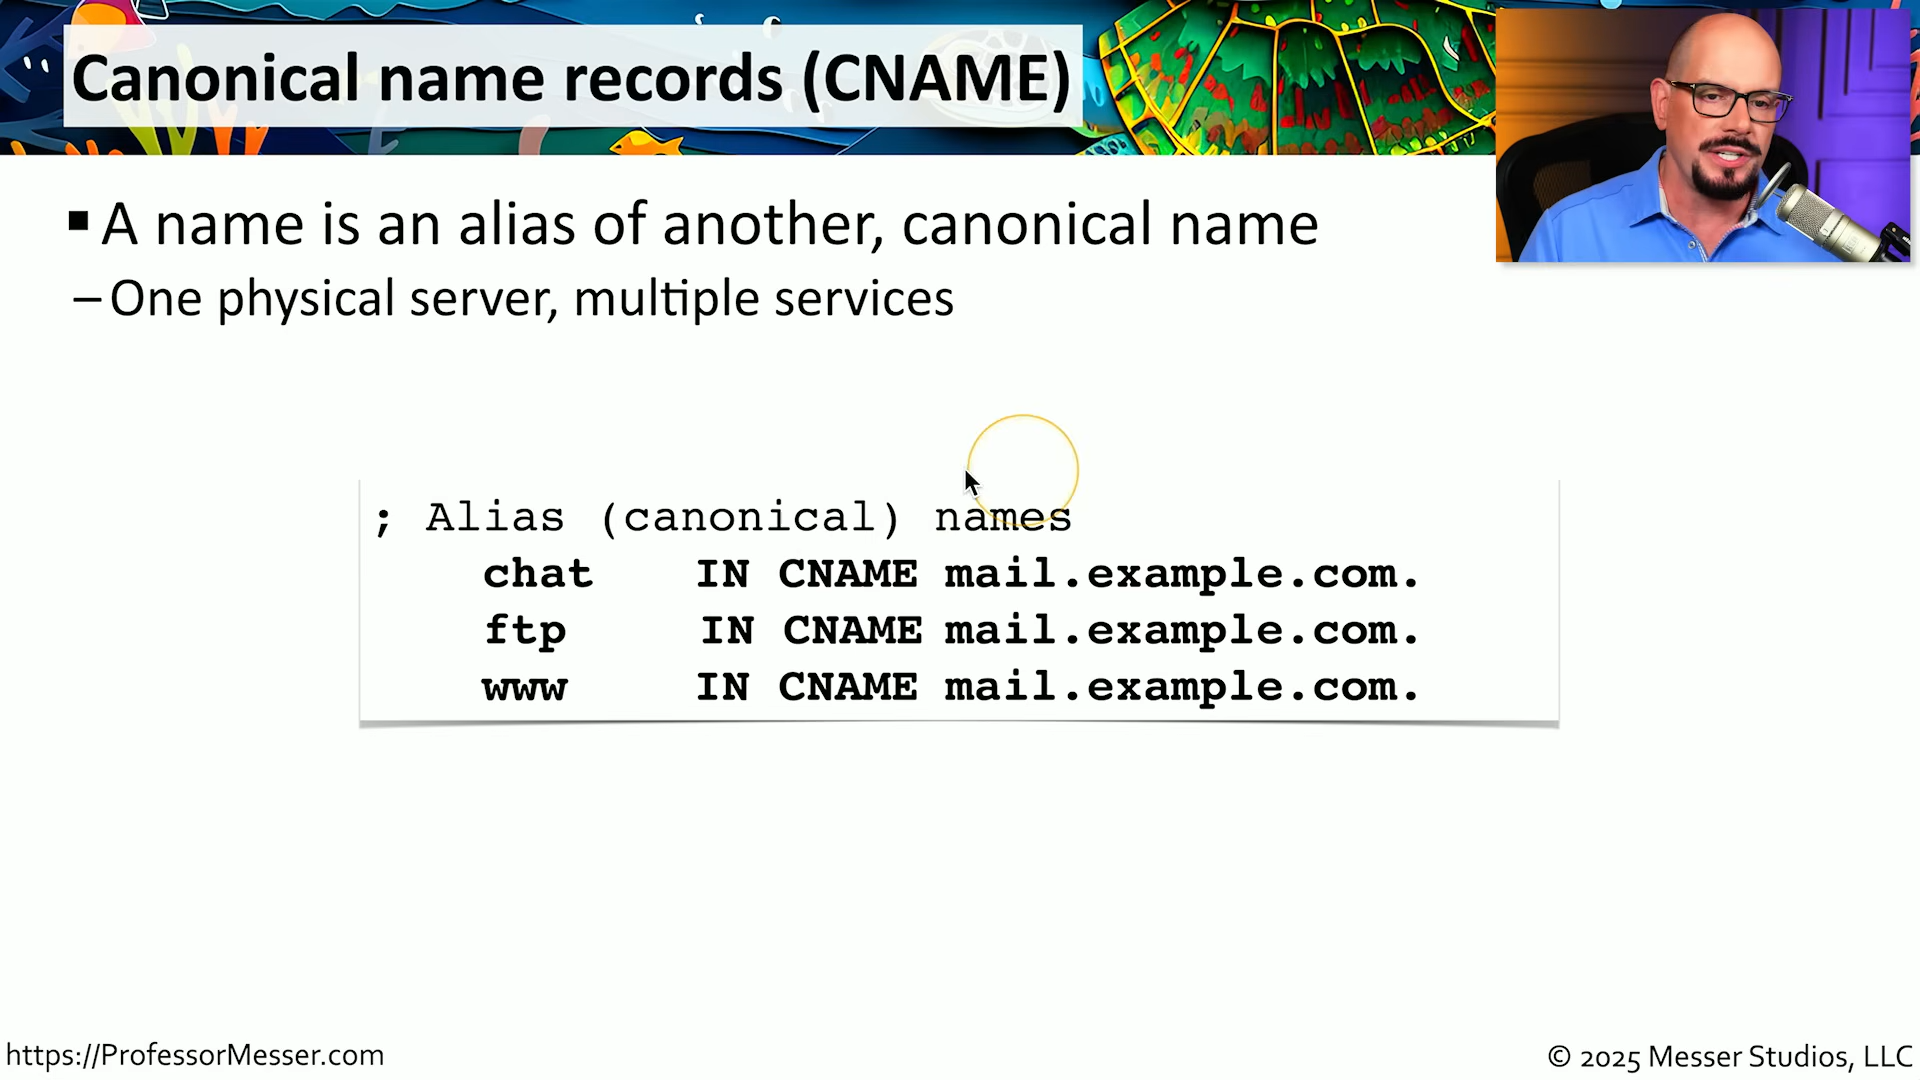 Canonical name records (CNAME)
▪ A name is an alias of another, canonical name
– One physical server, multiple services
; Alias (canonical) names
chat IN CNAME mail.example.com.
ftp IN CNAME mail.example.com.
www IN CNAME mail.example.com.
https://ProfessorMesser.com
© 2025 Messer Studios, LLC